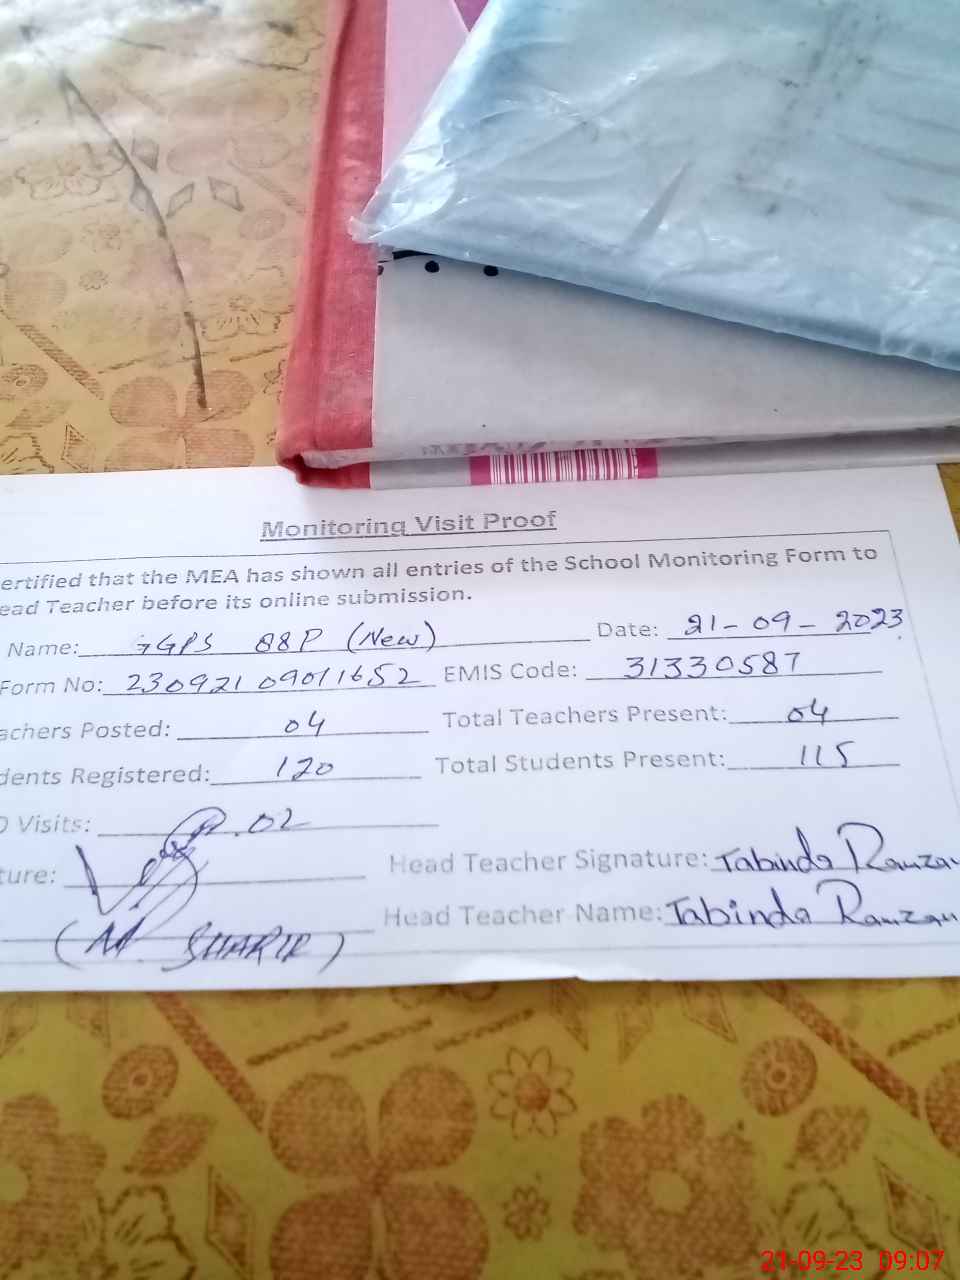 Monitoring Visit Proof
ertified that the MEA has shown all entries of the School Monitoring Form to
ead Teacher before its online submission.
Name: GGPS 88P (New) Date: 21-09-2023
Form No: 230921 09011652 EMIS Code: 31330587
achers Posted: 04 Total Teachers Present: 04
dents Registered: 120 Total Students Present: 115
Visits: 02
ture: Head Teacher Signature: Tabinda Ramzan
Head Teacher Name: Tabinda Ramzan
(M. SHARIF)
21-09-23 09:07